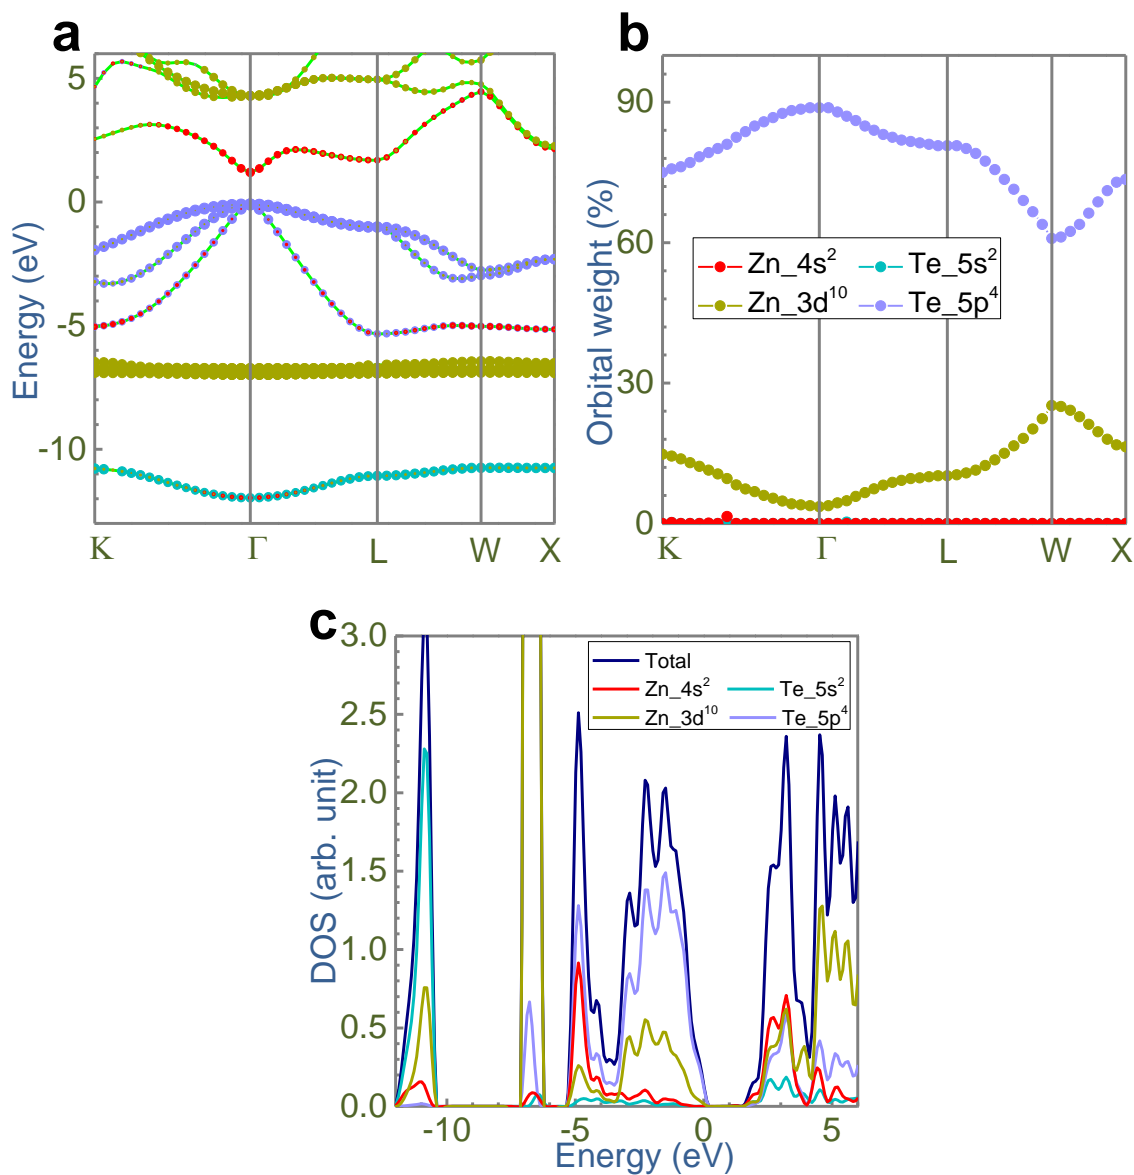 a
b
5
0
-5
-10
Energy (eV)
K Γ L W X
90
60
30
0
Orbital weight (%)
Zn_4s² Te_5s²
Zn_3d¹⁰ Te_5p⁴
K Γ L W X
c
3.0
2.5
2.0
1.5
1.0
0.5
0.0
DOS (arb. unit)
Total
Zn_4s² Te_5s²
Zn_3d¹⁰ Te_5p⁴
-10 -5 0 5
Energy (eV)